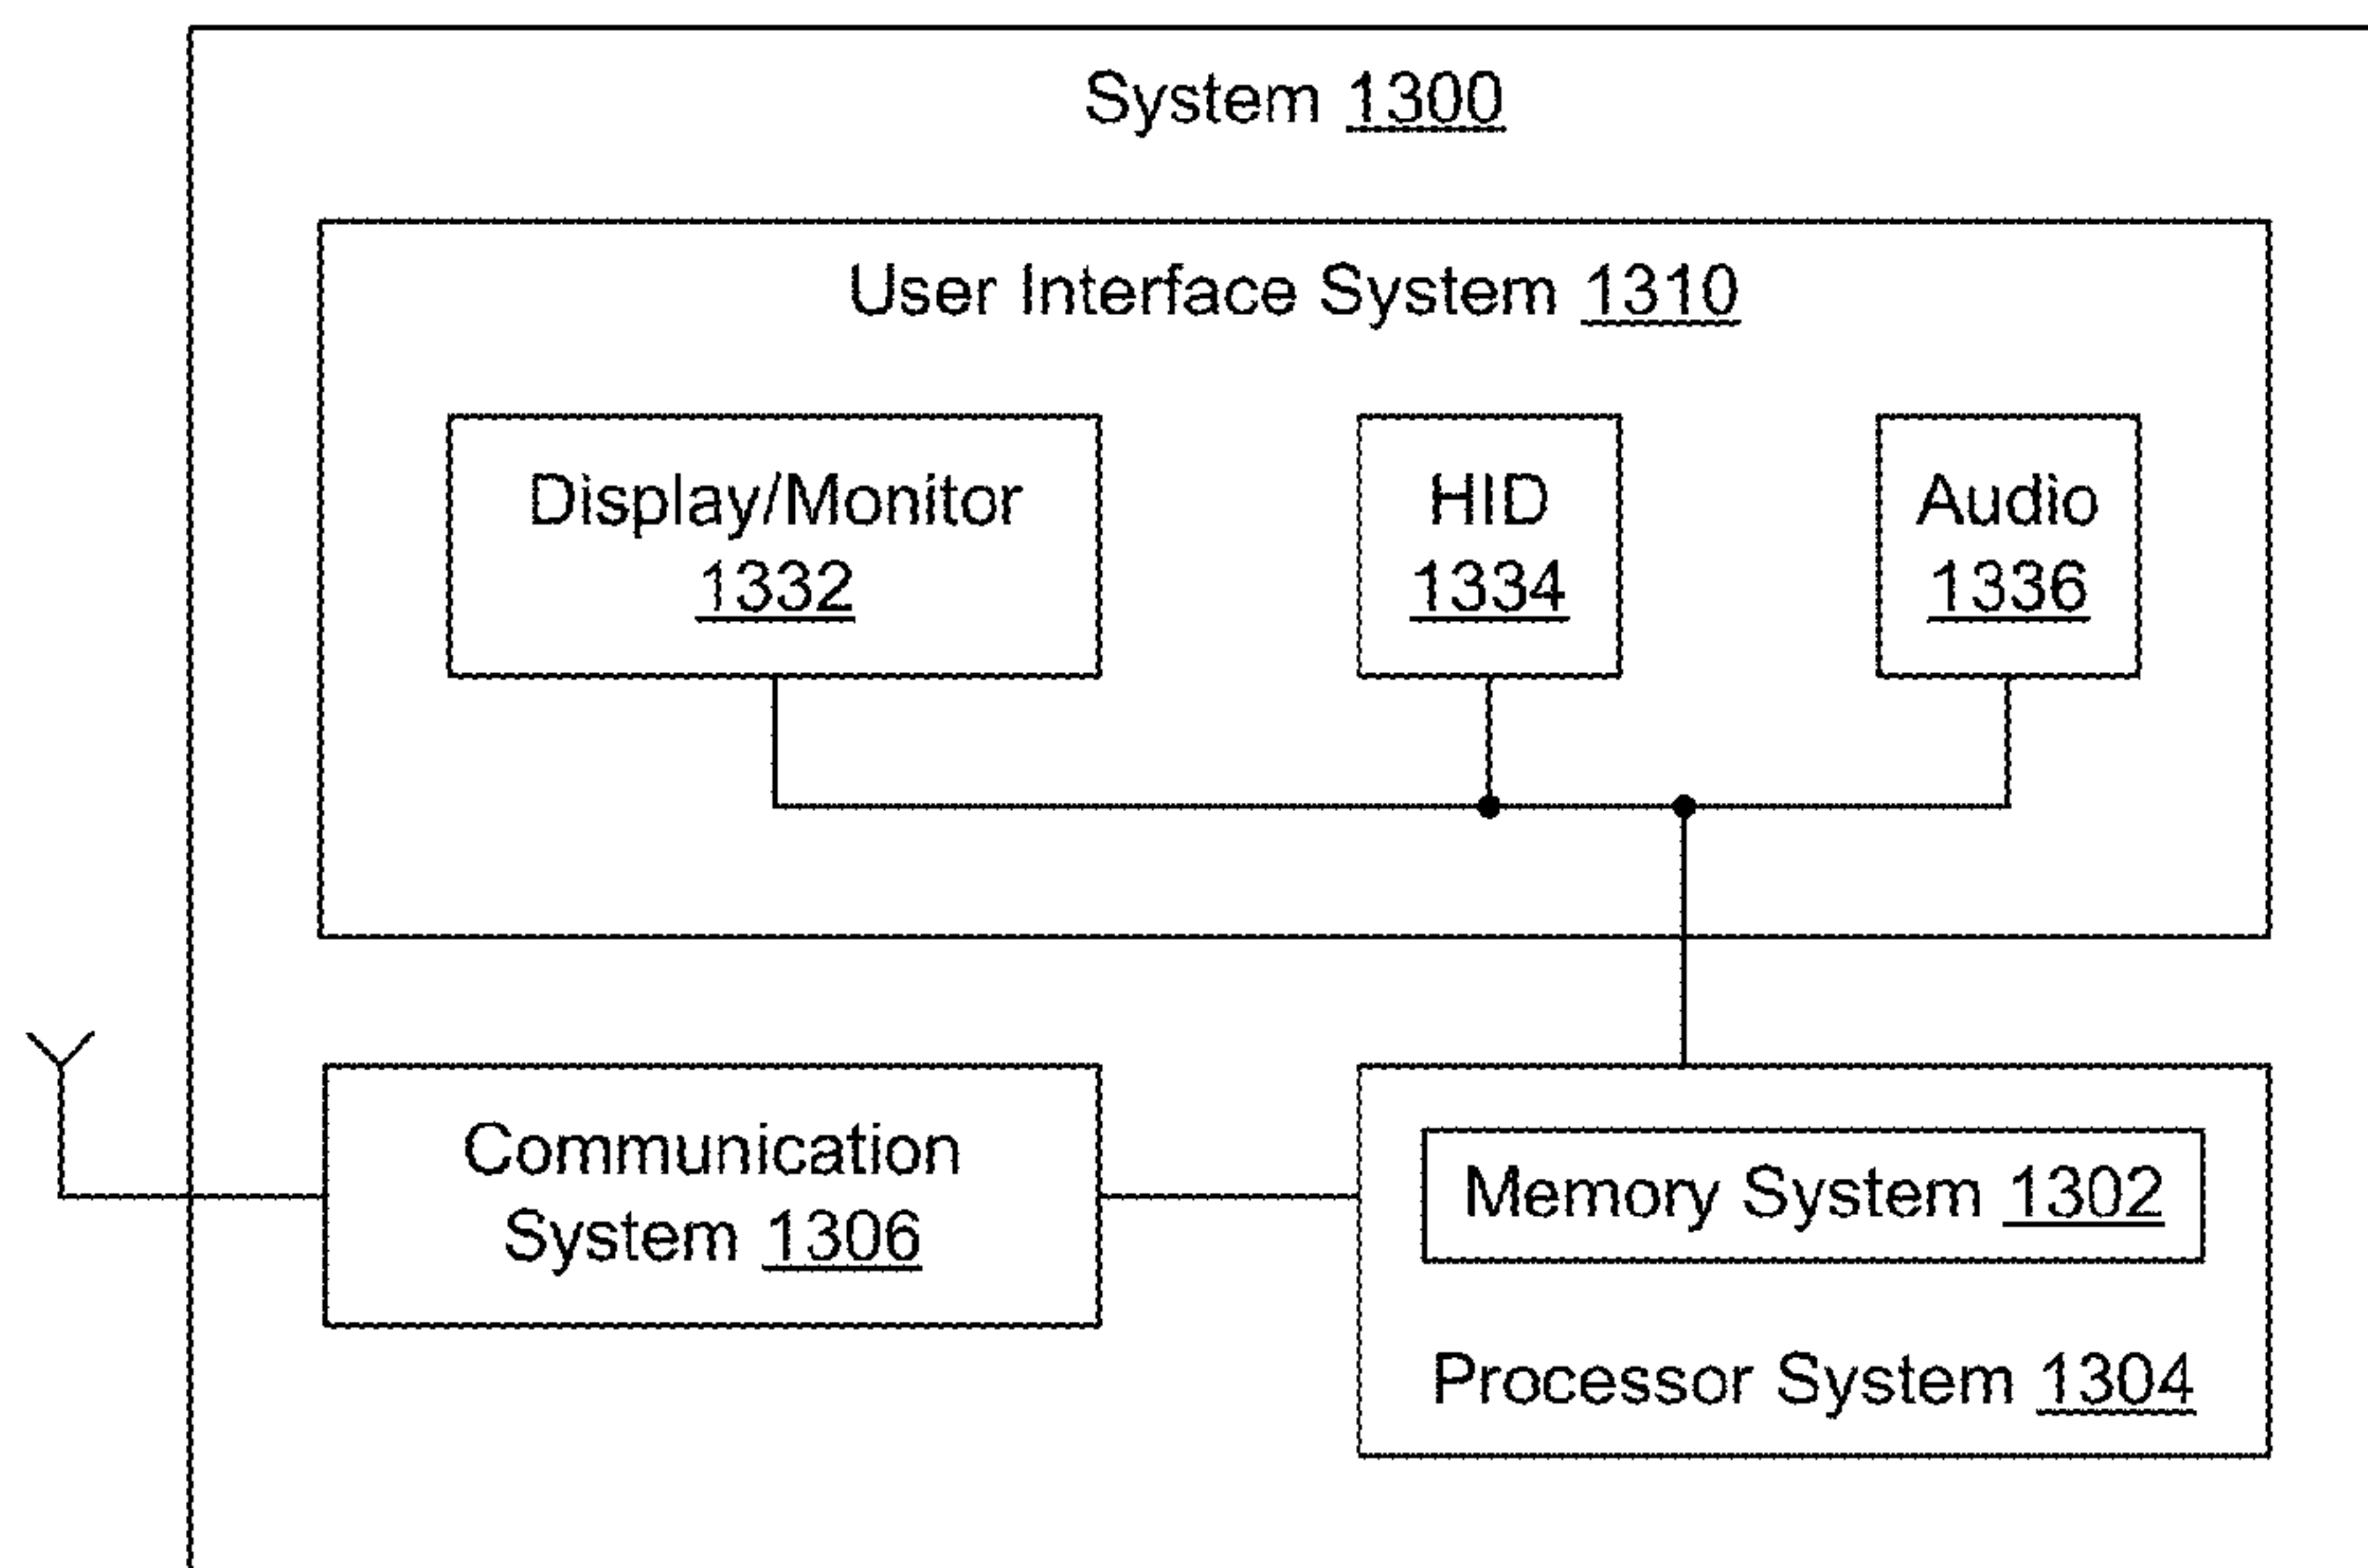 System 1300
User Interface System 1310
Display/Monitor
1332
HID
1334
Audio
1336
Communication
System 1306
Memory System 1302
Processor System 1304